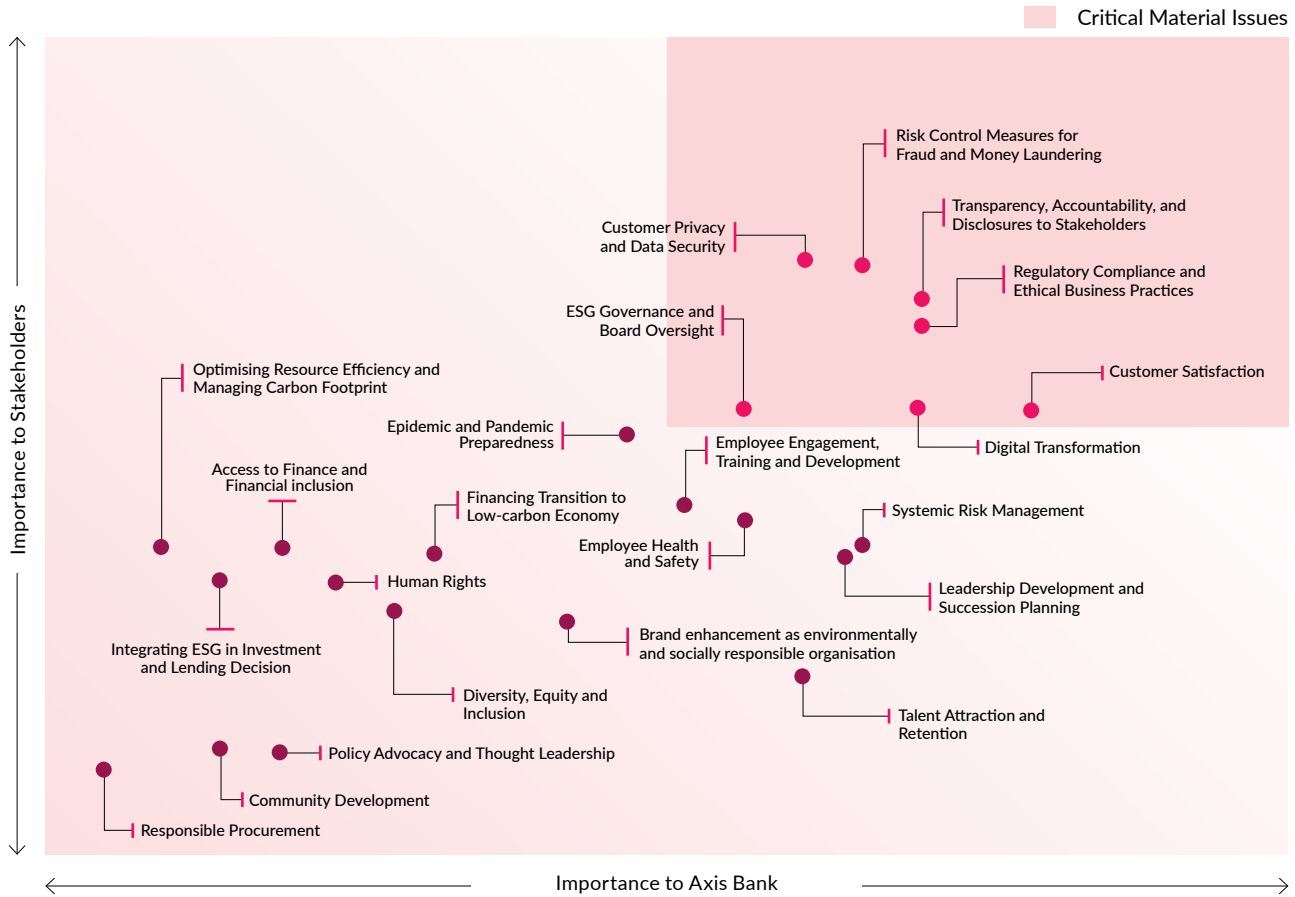 Critical Material Issues
Importance to Stakeholders
Risk Control Measures for
Fraud and Money Laundering
Transparency, Accountability, and
Disclosures to Stakeholders
Customer Privacy
and Data Security
Regulatory Compliance and
Ethical Business Practices
ESG Governance and
Board Oversight
Optimising Resource Efficiency and
Managing Carbon Footprint
Customer Satisfaction
Epidemic and Pandemic
Preparedness
Employee Engagement,
Training and Development
Digital Transformation
Access to Finance and
Financial inclusion
Financing Transition to
Low-carbon Economy
Systemic Risk Management
Employee Health
and Safety
Human Rights
Leadership Development and
Succession Planning
Integrating ESG in Investment
and Lending Decision
Brand enhancement as environmentally
and socially responsible organisation
Diversity, Equity and
Inclusion
Talent Attraction and
Retention
Policy Advocacy and Thought Leadership
Community Development
Responsible Procurement
Importance to Axis Bank